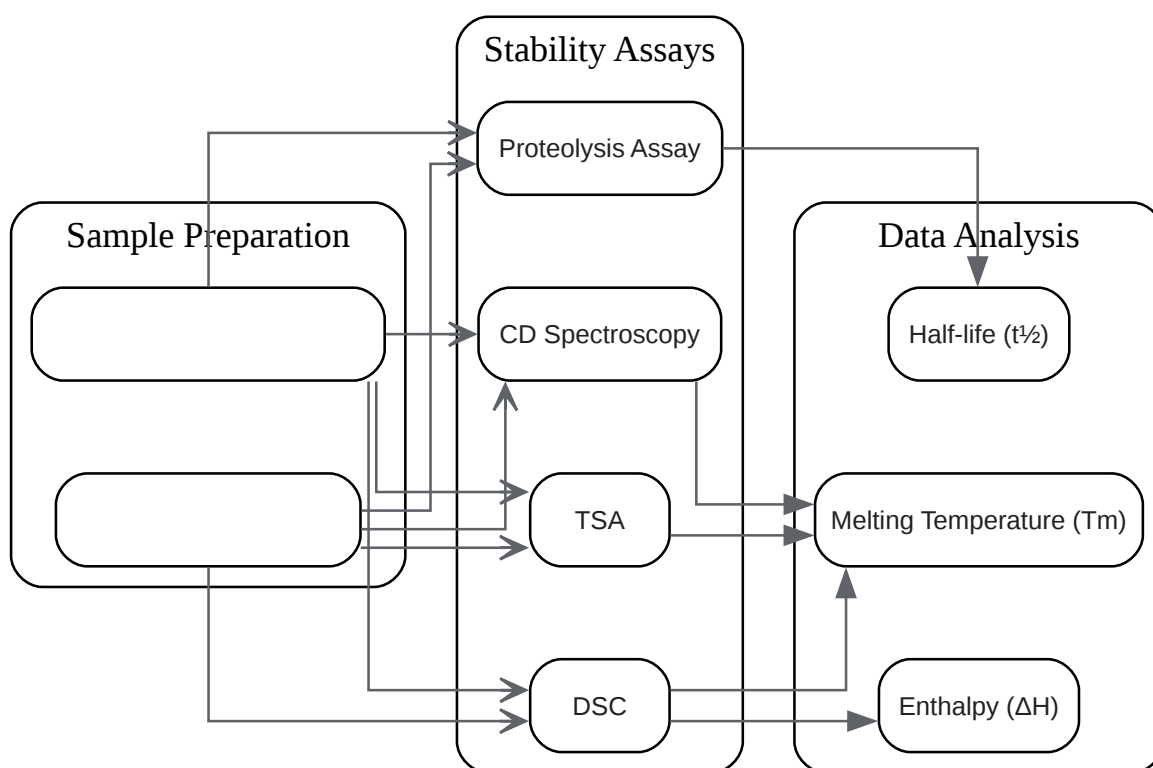 Stability Assays
Proteolysis Assay
Sample Preparation
Data Analysis
CD Spectroscopy
Half-life (t½)
TSA
Melting Temperature (Tm)
DSC
Enthalpy (ΔH)